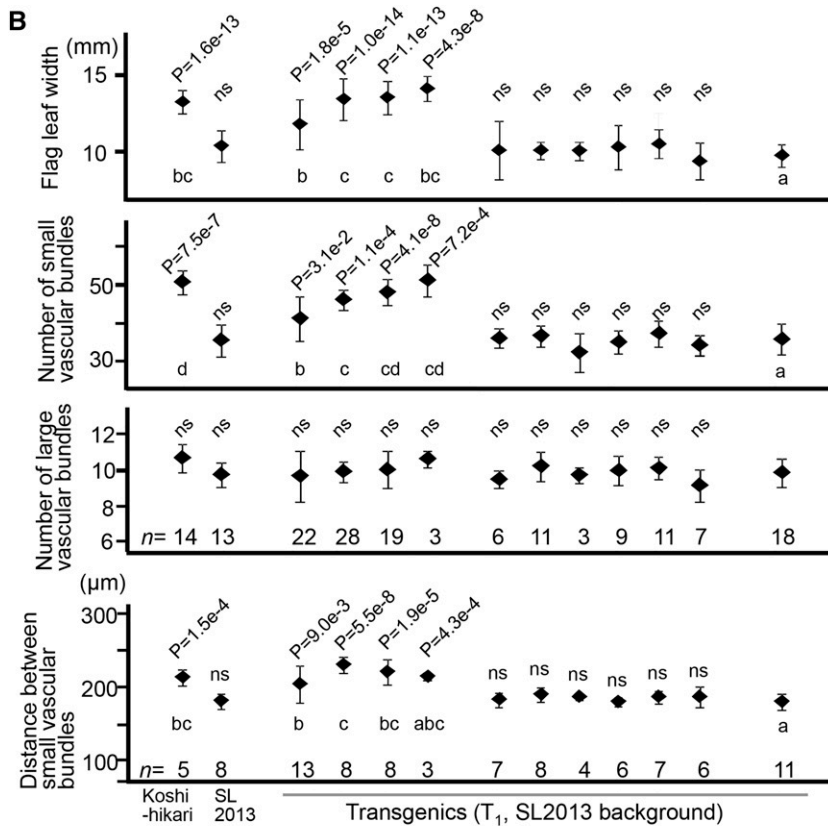 B
(mm)
Flag leaf width
15
10
P=1.6e-13 ns P=1.8e-5 P=1.0e-14 P=1.1e-13 P=4.3e-8 ns ns ns ns ns ns
bc b c c bc a
Number of small
vascular bundles
50
30
P=7.5e-7 ns P=3.1e-2 P=1.1e-4 P=4.1e-8 P=7.2e-4 ns ns ns ns ns ns
d b c cd cd a
Number of large
vascular bundles
12
10
8
6
ns ns ns ns ns ns ns ns ns ns ns ns
n= 14 13 22 28 19 3 6 11 3 9 11 7 18
(µm)
Distance between
small vascular
bundles
300
200
100
P=1.5e-4 ns P=9.0e-3 P=5.5e-8 P=1.9e-5 P=4.3e-4 ns ns ns ns ns ns
bc b c bc abc a
n= 5 8 13 8 8 3 7 8 4 6 7 6 11
Koshi
-hikari
SL
2013
Transgenics (T1, SL2013 background)